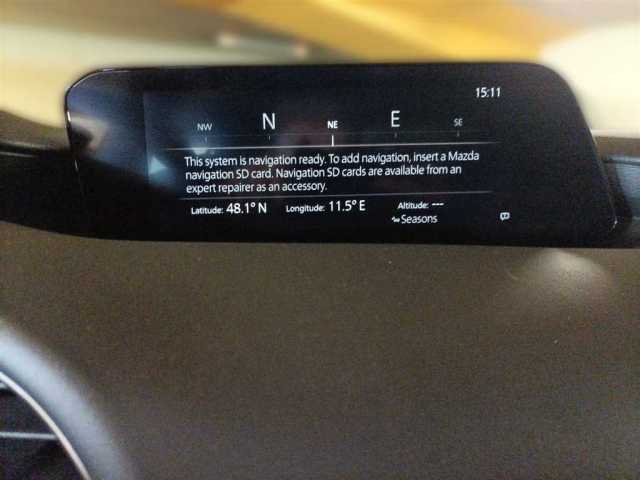 15:11
NW N NE E SE
This system is navigation ready. To add navigation, insert a Mazda
navigation SD card. Navigation SD cards are available from an
expert repairer as an accessory.
Latitude: 48.1° N Longitude: 11.5° E Altitude: ---
Seasons